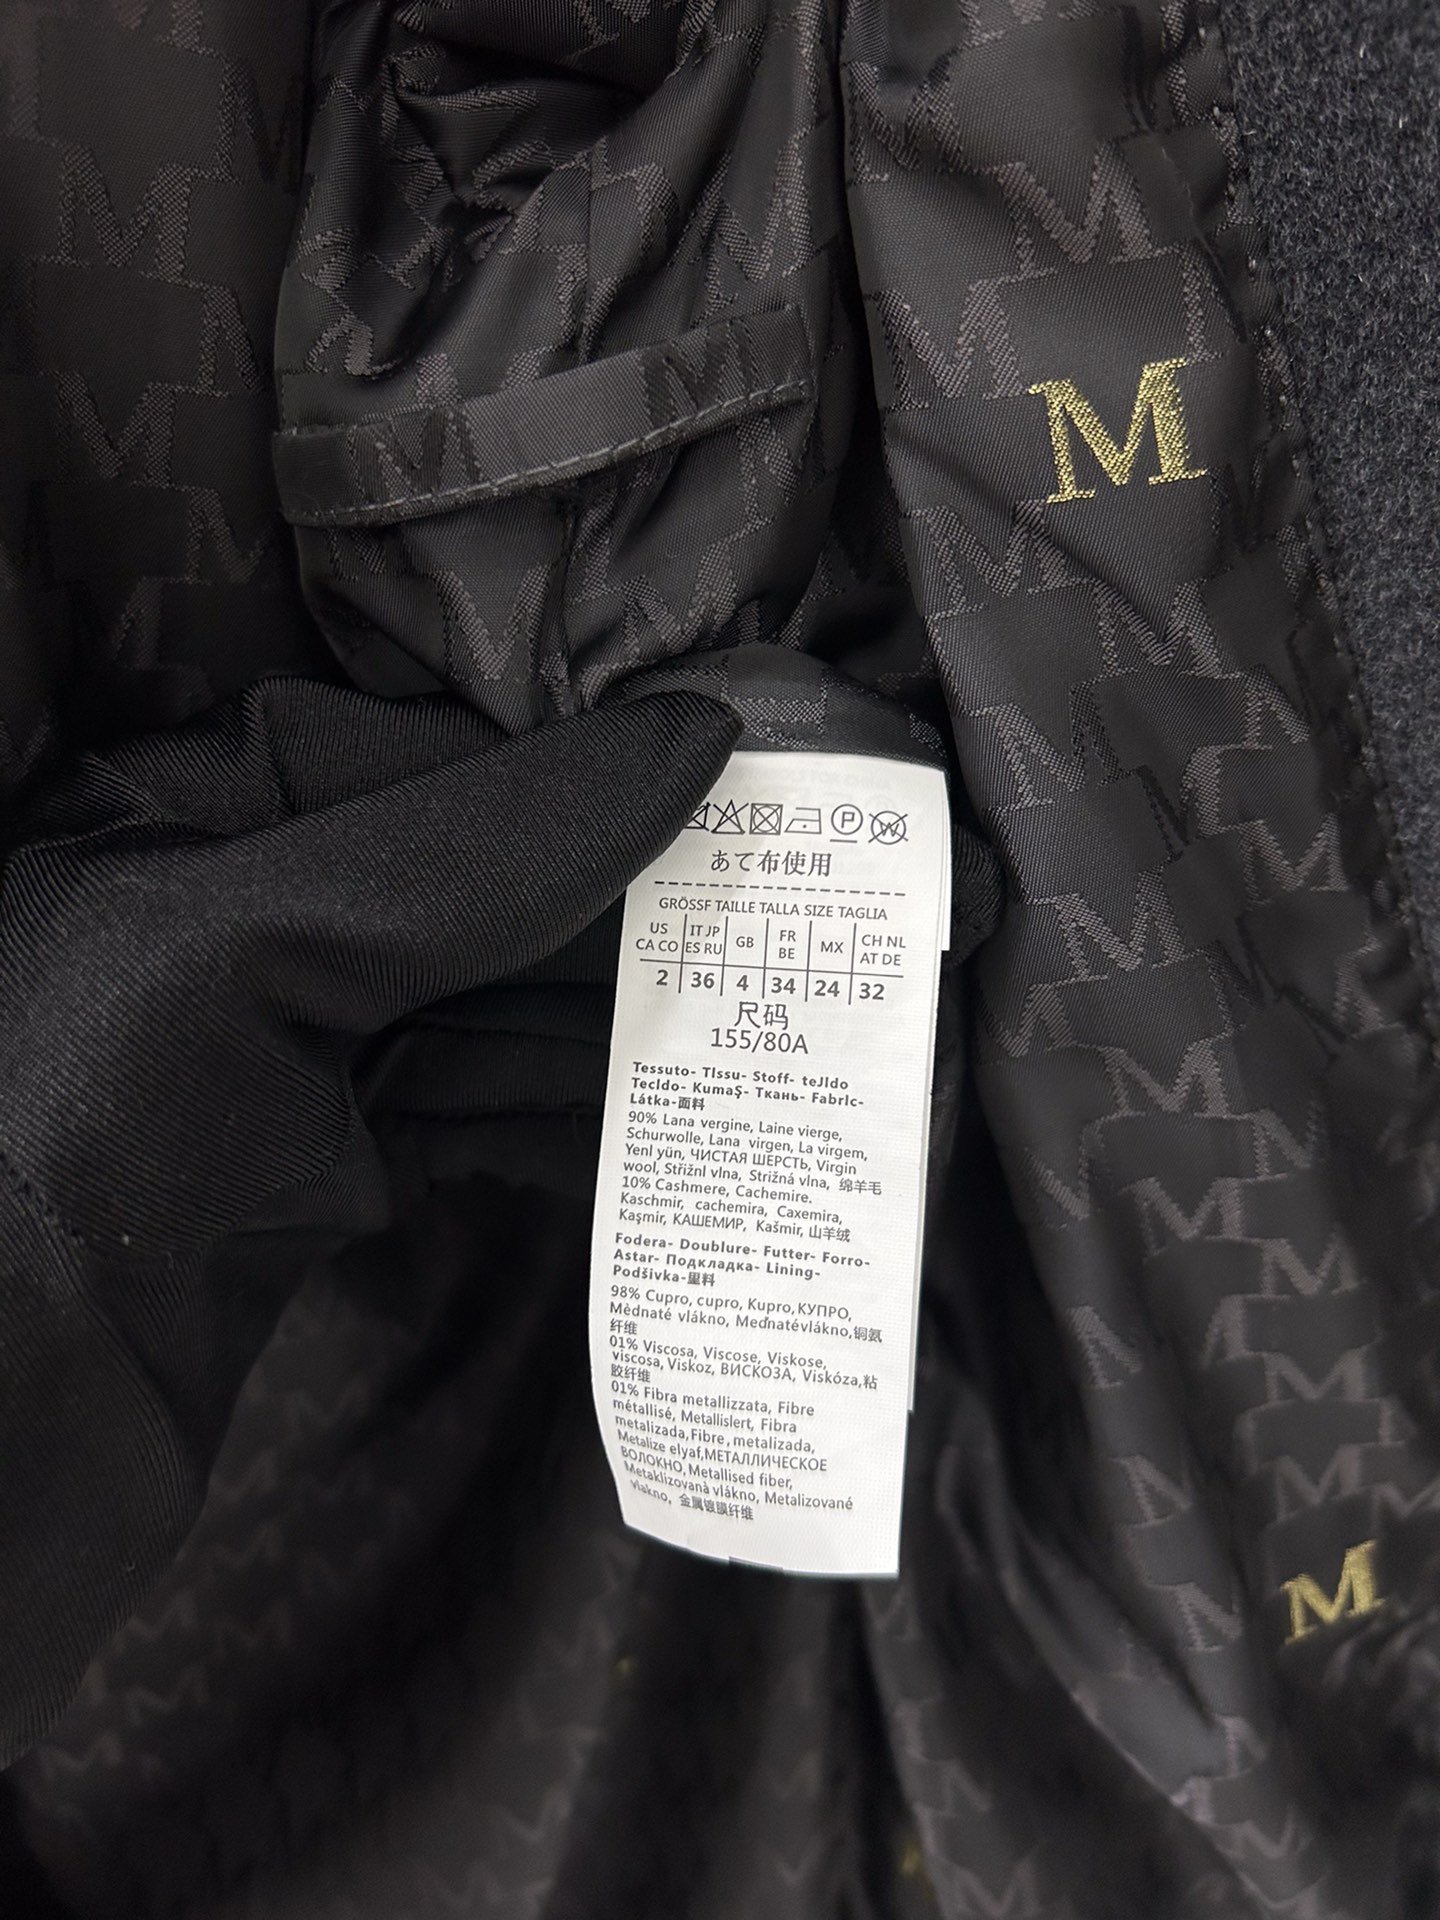 M
あて布使用
GRÖSSF TAILLE TALLA SIZE TAGLIA
US CA CO | IT JP ES RU | GB | FR BE | MX | CH NL AT DE
2 | 36 | 4 | 34 | 24 | 32
尺码
155/80A
Tessuto- TIssu- Stoff- teJIdo
TecIdo- KumaŞ- Ткань- FabrIc-
Látka-面料
90% Lana vergine, Laine vierge,
Schurwolle, Lana virgen, La virgem,
Yenl yün, ЧИСТАЯ ШЕРСТЬ, Virgin
wool, Střižnl vlna, Strižná vlna, 绵羊毛
10% Cashmere, Cachemire.
Kaschmir, cachemira, Caxemira,
Kaşmir, КАШЕМИР, Kašmir, 山羊绒
Fodera- Doublure- Futter- Forro-
Astar- Подкладка- Lining-
Podšivka-里料
98% Cupro, cupro, Kupro,КУПРО,
Mèdnaté vlákno, Meďnatévlákno,铜氨
纤维
01% Viscosa, Viscose, Viskose,
viscosa, Viskoz, ВИСКОЗА, Viskóza,粘
胶纤维
01% Fibra metallizzata, Fibre
métallisé, Metallislert, Fibra
metalizada,Fibre, metalizada,
Metalize elyaf,МЕТАЛЛИЧЕСКОЕ
ВОЛОКНО, Metallised fiber,
Metaklizovanà vlákno, Metalizované
vlakno, 金属镀膜纤维
M